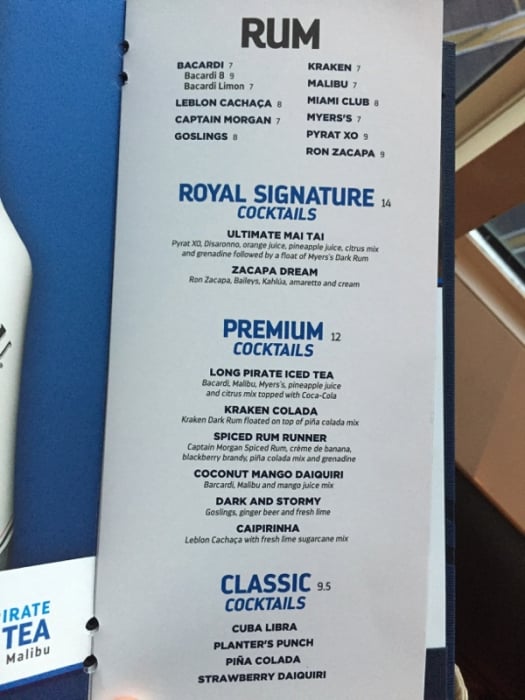 RUM
BACARDI 7
Bacardi 8 9
Bacardi Limon 7
LEBLON CACHAÇA 8
CAPTAIN MORGAN 7
GOSLINGS 8
KRAKEN 7
MALIBU 7
MIAMI CLUB 8
MYERS'S 7
PYRAT XO 9
RON ZACAPA 9
ROYAL SIGNATURE 14
COCKTAILS
ULTIMATE MAI TAI
Pyrat XO, Disaronno, orange juice, pineapple juice, citrus mix
and grenadine followed by a float of Myers's Dark Rum
ZACAPA DREAM
Ron Zacapa, Baileys, Kahlúa, amaretto and cream
PREMIUM 12
COCKTAILS
LONG PIRATE ICED TEA
Bacardi, Malibu, Myers's, pineapple juice
and citrus mix topped with Coca-Cola
KRAKEN COLADA
Kraken Dark Rum floated on top of piña colada mix
SPICED RUM RUNNER
Captain Morgan Spiced Rum, crème de banana,
blackberry brandy, piña colada mix and grenadine
COCONUT MANGO DAIQUIRI
Barcardi, Malibu and mango juice mix
DARK AND STORMY
Goslings, ginger beer and fresh lime
CAIPIRINHA
Leblon Cachaça with fresh lime sugarcane mix
CLASSIC 9.5
COCKTAILS
CUBA LIBRA
PLANTER'S PUNCH
PIÑA COLADA
STRAWBERRY DAIQUIRI
IRATE
TEA
Malibu